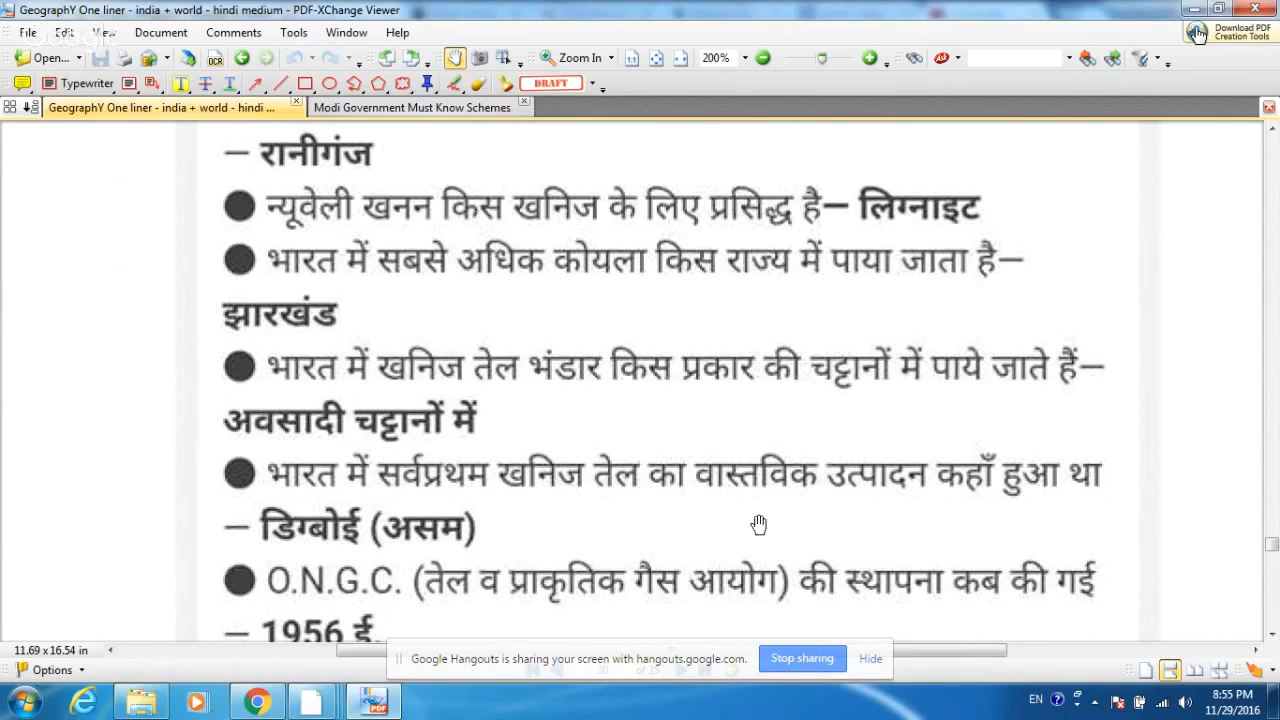 GeographY One liner - india + world - hindi medium - PDF-XChange Viewer
File Edit View Document Comments Tools Window Help
Download PDF
Creation Tools
Open... Zoom In 200%
Typewriter DRAFT
GeographY One liner - india + world - hindi ... Modi Government Must Know Schemes
– रानीगंज
● न्यूवेली खनन किस खनिज के लिए प्रसिद्ध है– लिग्नाइट
● भारत में सबसे अधिक कोयला किस राज्य में पाया जाता है–
झारखंड
● भारत में खनिज तेल भंडार किस प्रकार की चट्टानों में पाये जाते हैं–
अवसादी चट्टानों में
● भारत में सर्वप्रथम खनिज तेल का वास्तविक उत्पादन कहाँ हुआ था
– डिग्बोई (असम)
● O.N.G.C. (तेल व प्राकृतिक गैस आयोग) की स्थापना कब की गई
– 1956 ई.
11.69 x 16.54 in
Google Hangouts is sharing your screen with hangouts.google.com. Stop sharing Hide
Options
EN 8:55 PM
11/29/2016